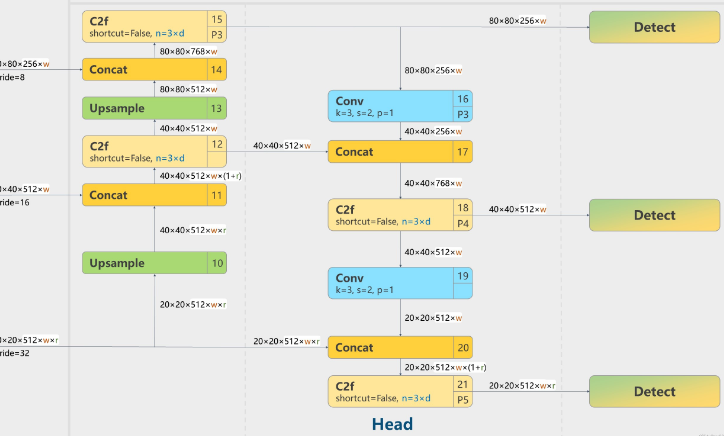 C2f 15
shortcut=False, n=3×d P3
80×80×256×w
Detect
80×80×768×w
0×80×256×w
ride=8
Concat 14
80×80×256×w
80×80×512×w
Upsample 13
Conv 16
k=3, s=2, p=1 P3
40×40×512×w
40×40×256×w
C2f 12
shortcut=False, n=3×d
40×40×512×w
Concat 17
40×40×512×w×(1+r)
40×40×768×w
0×40×512×w
ride=16
Concat 11
C2f 18
shortcut=False, n=3×d P4
40×40×512×w
Detect
40×40×512×w×r
40×40×512×w
Upsample 10
Conv 19
k=3, s=2, p=1
20×20×512×w×r
20×20×512×w
0×20×512×w×r
ride=32
20×20×512×w×r
Concat 20
20×20×512×w×(1+r)
C2f 21
shortcut=False, n=3×d P5
20×20×512×w×r
Detect
Head